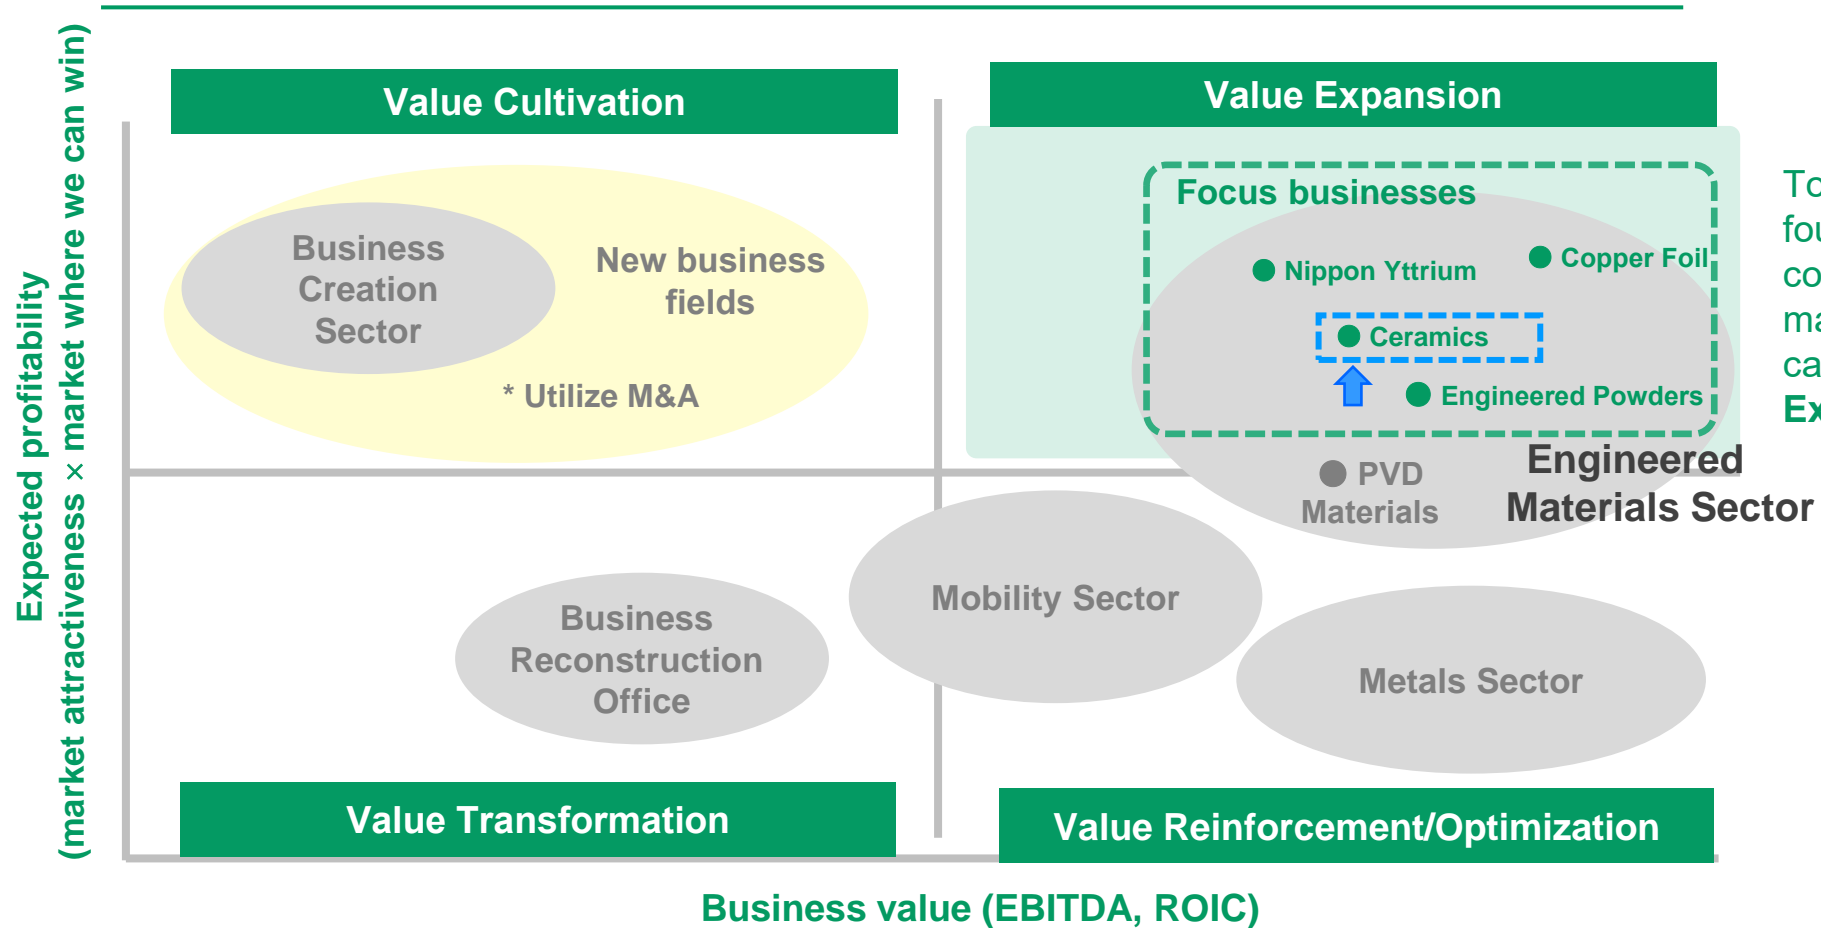 Expected profitability
(market attractiveness × market where we can win)
Value Cultivation
Value Expansion
Business
Creation
Sector
New business
fields
* Utilize M&A
Focus businesses
Nippon Yttrium
Copper Foil
Ceramics
Engineered Powders
PVD
Materials
Engineered
Materials Sector
Mobility Sector
Business
Reconstruction
Office
Metals Sector
Value Transformation
Value Reinforcement/Optimization
Business value (EBITDA, ROIC)